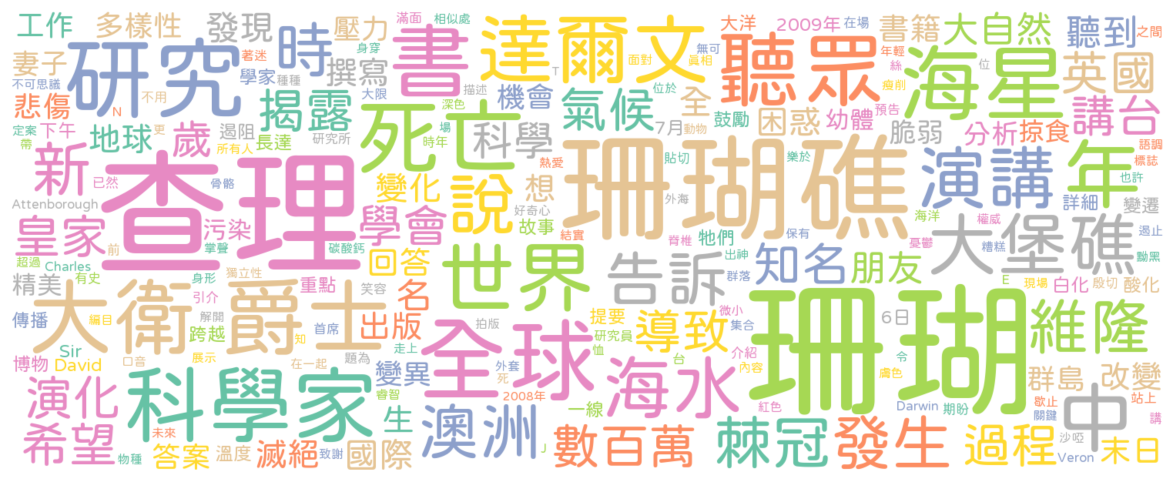 工作 多樣性 發現 時 壓力 滿面 相似處 書 達爾文 大洋 2009年 在場 書籍 大自然 聽到 之間
妻子 著迷 身穿 聽眾 無可 年輕 海星 英國
不可思議 研究 學家 種種 撰寫 面對 真相 絲 位
悲傷 N 不用 揭露 大限 描述 T 機會 位於 氣候 全 瘦削 預告 講台
定案 下午 更 地球 歲 遏阻 長達 研究所 深色 場 時年 死亡 科學 鼓勵 7月 動物 困惑 幼體 脆弱 分析 掠食 語調 標誌
帶 所有人 新 已然 骨骼 查理 熱愛 貼切 樂於 珊瑚礁 演講 年 也許
Attenborough 變化 說 想 好奇心 外海 詳細 變遷
皇家 污染 掌聲 碳酸鈣 學會 故事 結實 脊椎 牠們 海洋 權威 憂鬱 保有 糟糕 遏止 黝黑
超過 Charles 前 有史 身形 獨立性 重點 回答 世界 告訴 出神 知名 朋友 大堡礁
精美 引介 笑容 名 群落 E 現場 白化 殷切 酸化
傳播 編目 大衛爵士 解開 跨越 知 首席 出版 拍版 提要 導致 微小 集合 珊瑚 6日 維隆
博物 Sir David 口音 展示 在一起 題為 走上 全球 研究員 恤 台 介紹 內容 令 膚色
演化 科學家 睿智 變異 外套 死 2008年 海水 群島 改變 歇止 站上
希望 未來 生 澳洲 一線 Darwin 期盼 中 關鍵 講
物種 答案 溫度 滅絕 致謝 國際 J 數百萬 棘冠 發生 過程 沙啞 Veron 末日